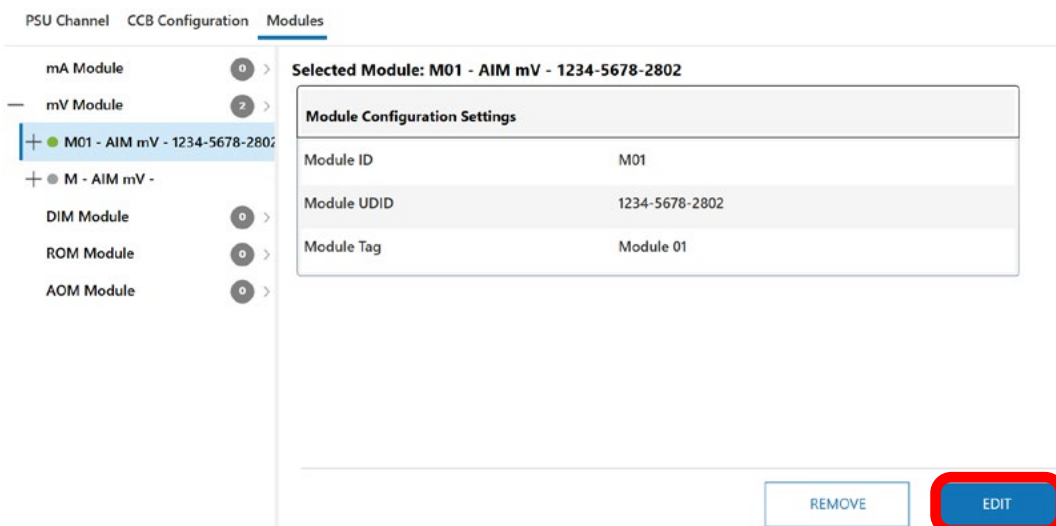 PSU Channel CCB Configuration Modules
mA Module 0
mV Module 2
M01 - AIM mV - 1234-5678-2802
M - AIM mV -
DIM Module 0
ROM Module 0
AOM Module 0
Selected Module: M01 - AIM mV - 1234-5678-2802
Module Configuration Settings
Module ID M01
Module UDID 1234-5678-2802
Module Tag Module 01
REMOVE EDIT